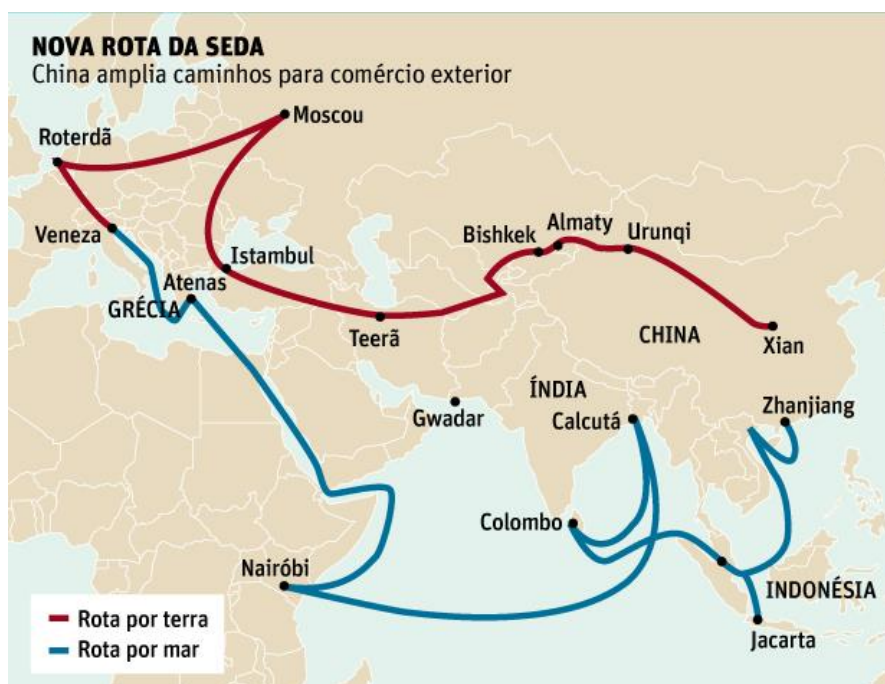 NOVA ROTA DA SEDA
China amplia caminhos para comércio exterior
Moscou
Roterdã
Veneza
Istambul
Atenas
GRÉCIA
Bishkek
Almaty
Urunqi
Teerã
CHINA
Xian
Gwadar
ÍNDIA
Calcutá
Zhanjiang
Colombo
Nairóbi
INDONÉSIA
Jacarta
Rota por terra
Rota por mar